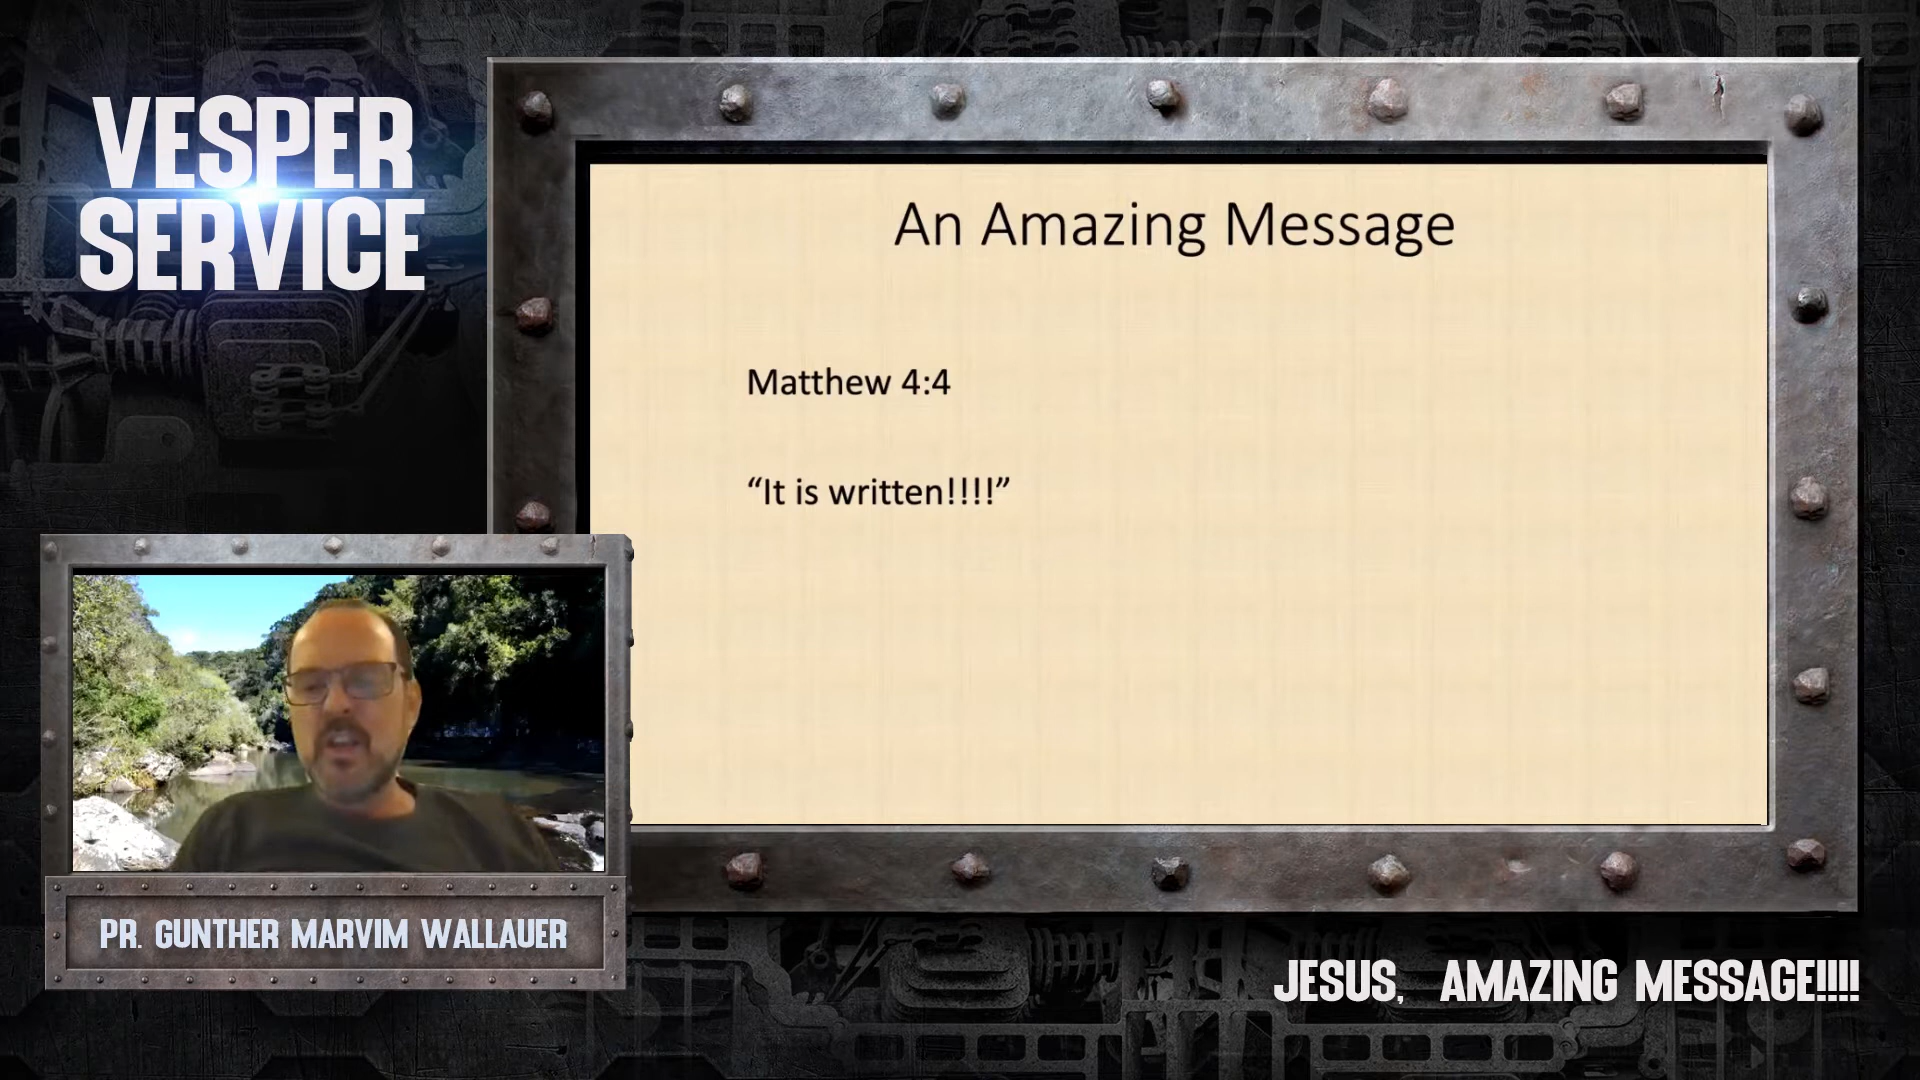 VESPER
SERVICE
An Amazing Message
Matthew 4:4
“It is written!!!!”
PR. GUNTHER MARVIM WALLAUER
JESUS, AMAZING MESSAGE!!!!